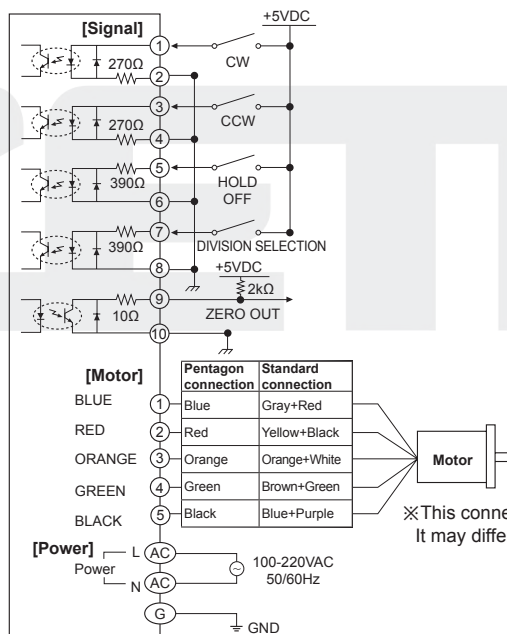 +5VDC
[Signal]
1
CW
270Ω
2
3
CCW
270Ω
4
5
390Ω
HOLD
OFF
6
7
390Ω
DIVISION SELECTION
8
+5VDC
2kΩ
9
10Ω
ZERO OUT
10
[Motor]
Pentagon connection
Standard connection
BLUE 1 Blue Gray+Red
RED 2 Red Yellow+Black
ORANGE 3 Orange Orange+White
GREEN 4 Green Brown+Green
BLACK 5 Black Blue+Purple
Motor
※This conne
It may diffe
[Power]
Power
L AC
N AC
100-220VAC
50/60Hz
G
GND